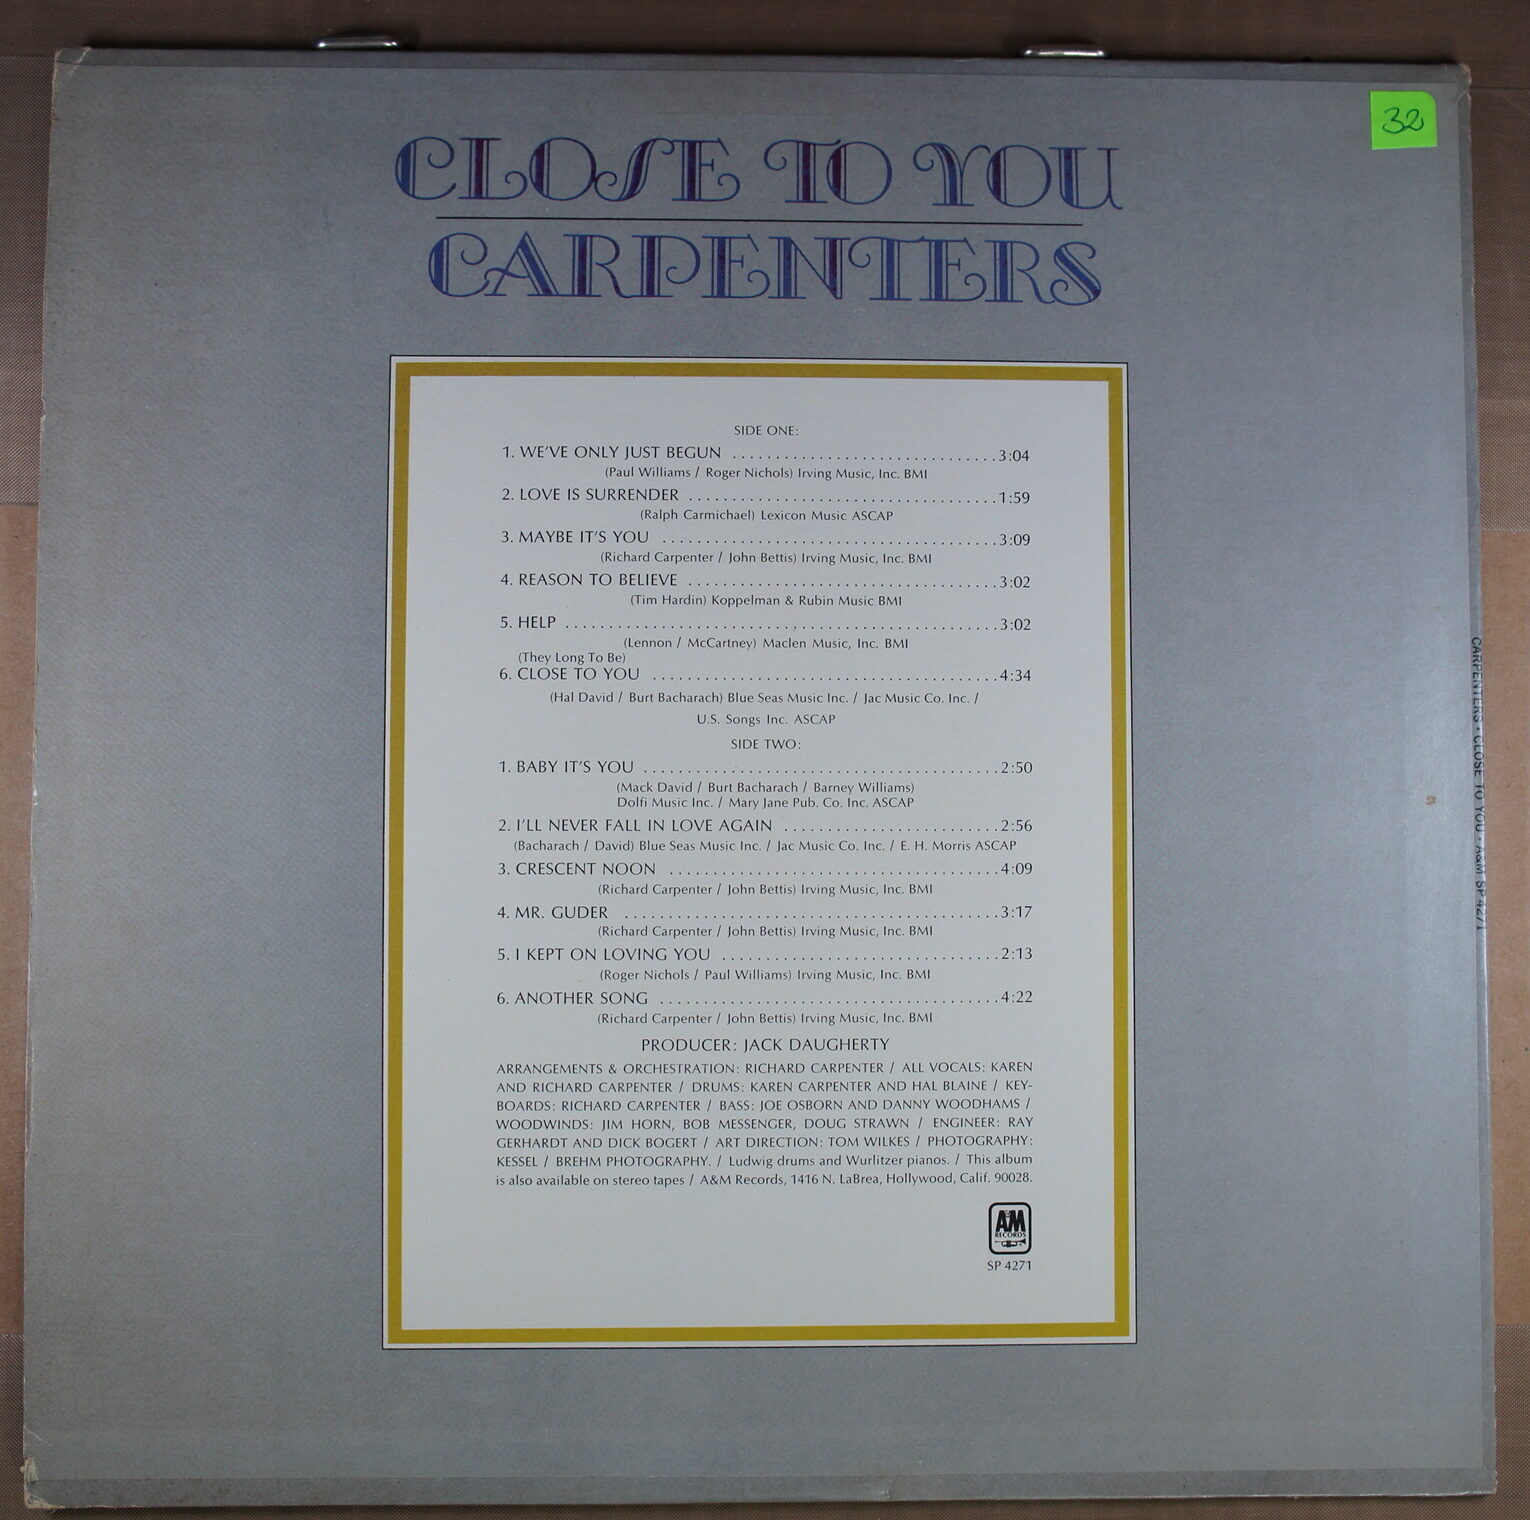 32
CLOSE TO YOU
CARPENTERS
SIDE ONE:
1. WE'VE ONLY JUST BEGUN ..............................3:04
(Paul Williams / Roger Nichols) Irving Music, Inc. BMI
2. LOVE IS SURRENDER ...................................1:59
(Ralph Carmichael) Lexicon Music ASCAP
3. MAYBE IT'S YOU ......................................3:09
(Richard Carpenter / John Bettis) Irving Music, Inc. BMI
4. REASON TO BELIEVE ...................................3:02
(Tim Hardin) Koppelman & Rubin Music BMI
5. HELP .................................................3:02
(Lennon / McCartney) Maclen Music, Inc. BMI
(They Long To Be)
6. CLOSE TO YOU .......................................4:34
(Hal David / Burt Bacharach) Blue Seas Music Inc. / Jac Music Co. Inc. /
U.S. Songs Inc. ASCAP
SIDE TWO:
1. BABY IT'S YOU ........................................2:50
(Mack David / Burt Bacharach / Barney Williams)
Dolfi Music Inc. / Mary Jane Pub. Co. Inc. ASCAP
2. I'LL NEVER FALL IN LOVE AGAIN ........................2:56
(Bacharach / David) Blue Seas Music Inc. / Jac Music Co. Inc. / E. H. Morris ASCAP
3. CRESCENT NOON .....................................4:09
(Richard Carpenter / John Bettis) Irving Music, Inc. BMI
4. MR. GUDER ..........................................3:17
(Richard Carpenter / John Bettis) Irving Music, Inc. BMI
5. I KEPT ON LOVING YOU ...............................2:13
(Roger Nichols / Paul Williams) Irving Music, Inc. BMI
6. ANOTHER SONG ......................................4:22
(Richard Carpenter / John Bettis) Irving Music, Inc. BMI
PRODUCER: JACK DAUGHERTY
ARRANGEMENTS & ORCHESTRATION: RICHARD CARPENTER / ALL VOCALS: KAREN
AND RICHARD CARPENTER / DRUMS: KAREN CARPENTER AND HAL BLAINE / KEY-
BOARDS: RICHARD CARPENTER / BASS: JOE OSBORN AND DANNY WOODHAMS /
WOODWINDS: JIM HORN, BOB MESSENGER, DOUG STRAWN / ENGINEER: RAY
GERHARDT AND DICK BOGERT / ART DIRECTION: TOM WILKES / PHOTOGRAPHY:
KESSEL / BREHM PHOTOGRAPHY. / Ludwig drums and Wurlitzer pianos. / This album
is also available on stereo tapes / A&M Records, 1416 N. LaBrea, Hollywood, Calif. 90028.
A&M
RECORDS
SP 4271
CARPENTERS • CLOSE TO YOU • A&M SP 4271